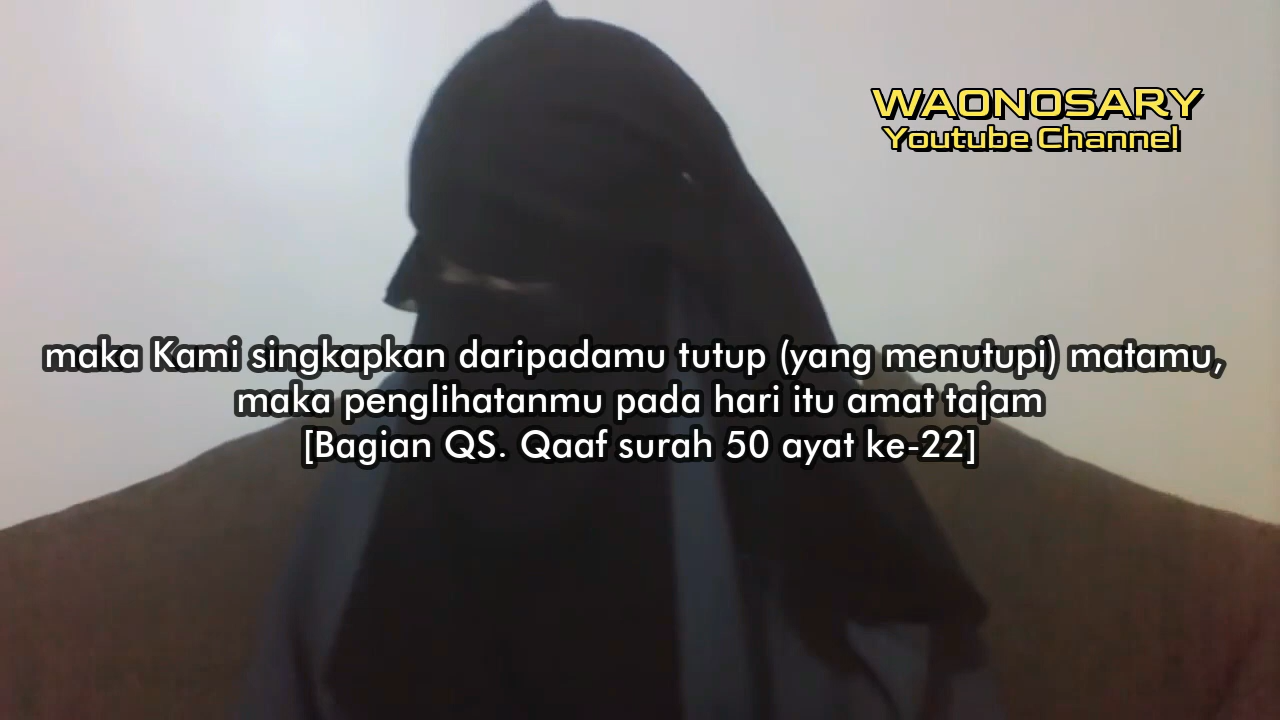 WAONOSARY
Youtube Channel
maka Kami singkapkan daripadamu tutup (yang menutupi) matamu,
maka penglihatanmu pada hari itu amat tajam
[Bagian QS. Qaaf surah 50 ayat ke-22]